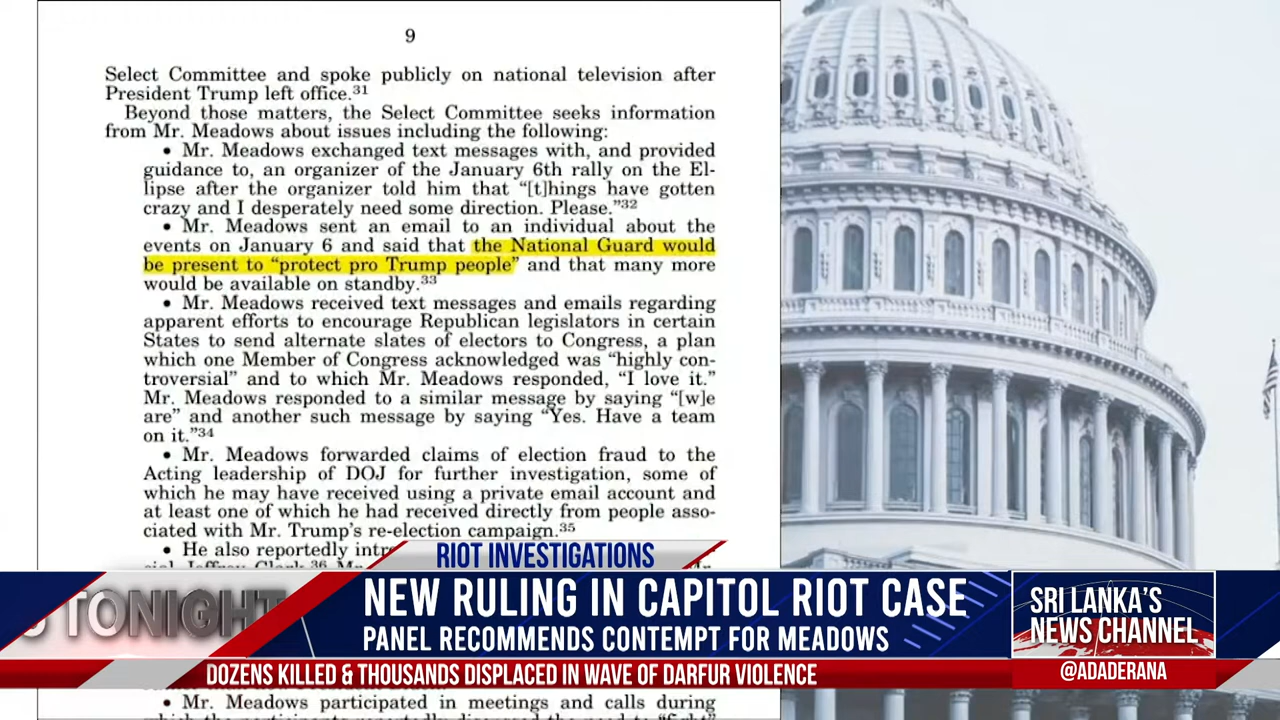 9
Select Committee and spoke publicly on national television after
President Trump left office.31
Beyond those matters, the Select Committee seeks information
from Mr. Meadows about issues including the following:
• Mr. Meadows exchanged text messages with, and provided
guidance to, an organizer of the January 6th rally on the El-
lipse after the organizer told him that “[t]hings have gotten
crazy and I desperately need some direction. Please.”32
• Mr. Meadows sent an email to an individual about the
events on January 6 and said that the National Guard would
be present to “protect pro Trump people” and that many more
would be available on standby.33
• Mr. Meadows received text messages and emails regarding
apparent efforts to encourage Republican legislators in certain
States to send alternate slates of electors to Congress, a plan
which one Member of Congress acknowledged was “highly con-
troversial” and to which Mr. Meadows responded, “I love it.”
Mr. Meadows responded to a similar message by saying “[w]e
are” and another such message by saying “Yes. Have a team
on it.”34
• Mr. Meadows forwarded claims of election fraud to the
Acting leadership of DOJ for further investigation, some of
which he may have received using a private email account and
at least one of which he had received directly from people asso-
ciated with Mr. Trump’s re-election campaign.35
• He also reportedly
RIOT INVESTIGATIONS
TONIGHT
NEW RULING IN CAPITOL RIOT CASE
PANEL RECOMMENDS CONTEMPT FOR MEADOWS
SRI LANKA'S
NEWS CHANNEL
DOZENS KILLED & THOUSANDS DISPLACED IN WAVE OF DARFUR VIOLENCE
@ADADERANA
• Mr. Meadows participated in meetings and calls during